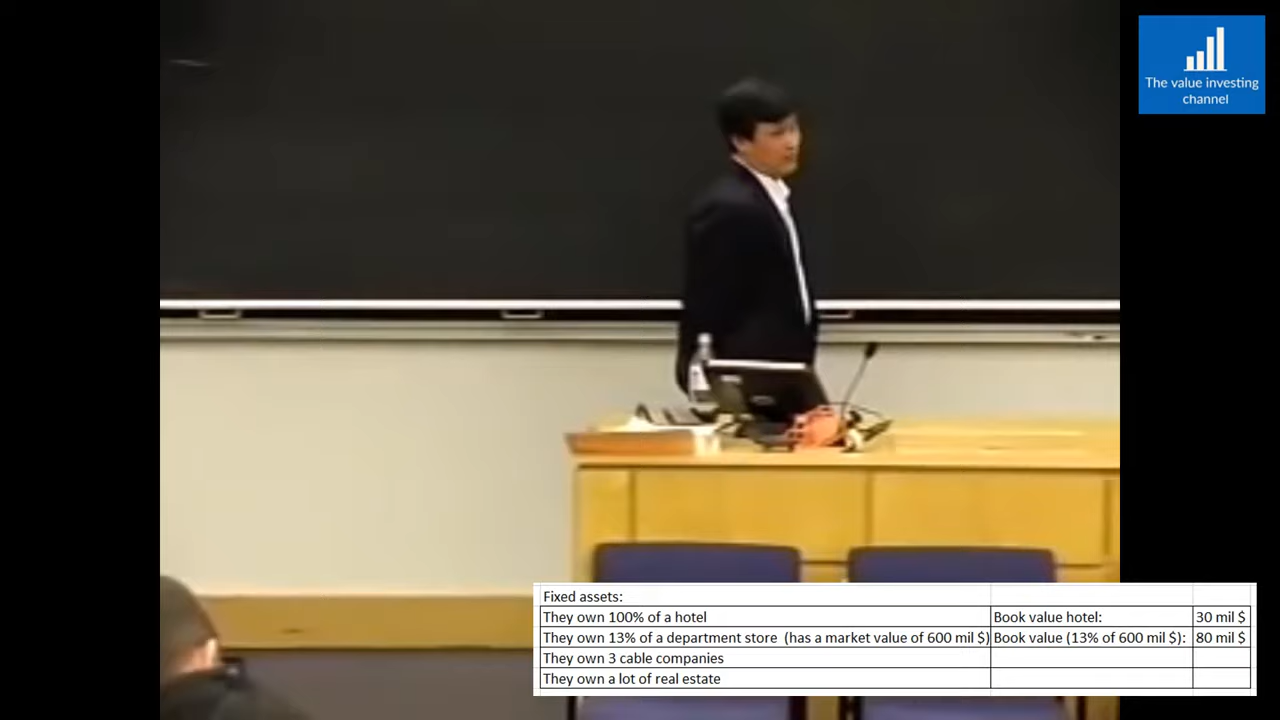 The value investing
channel
Fixed assets:
They own 100% of a hotel Book value hotel: 30 mil $
They own 13% of a department store (has a market value of 600 mil $) Book value (13% of 600 mil $): 80 mil $
They own 3 cable companies
They own a lot of real estate